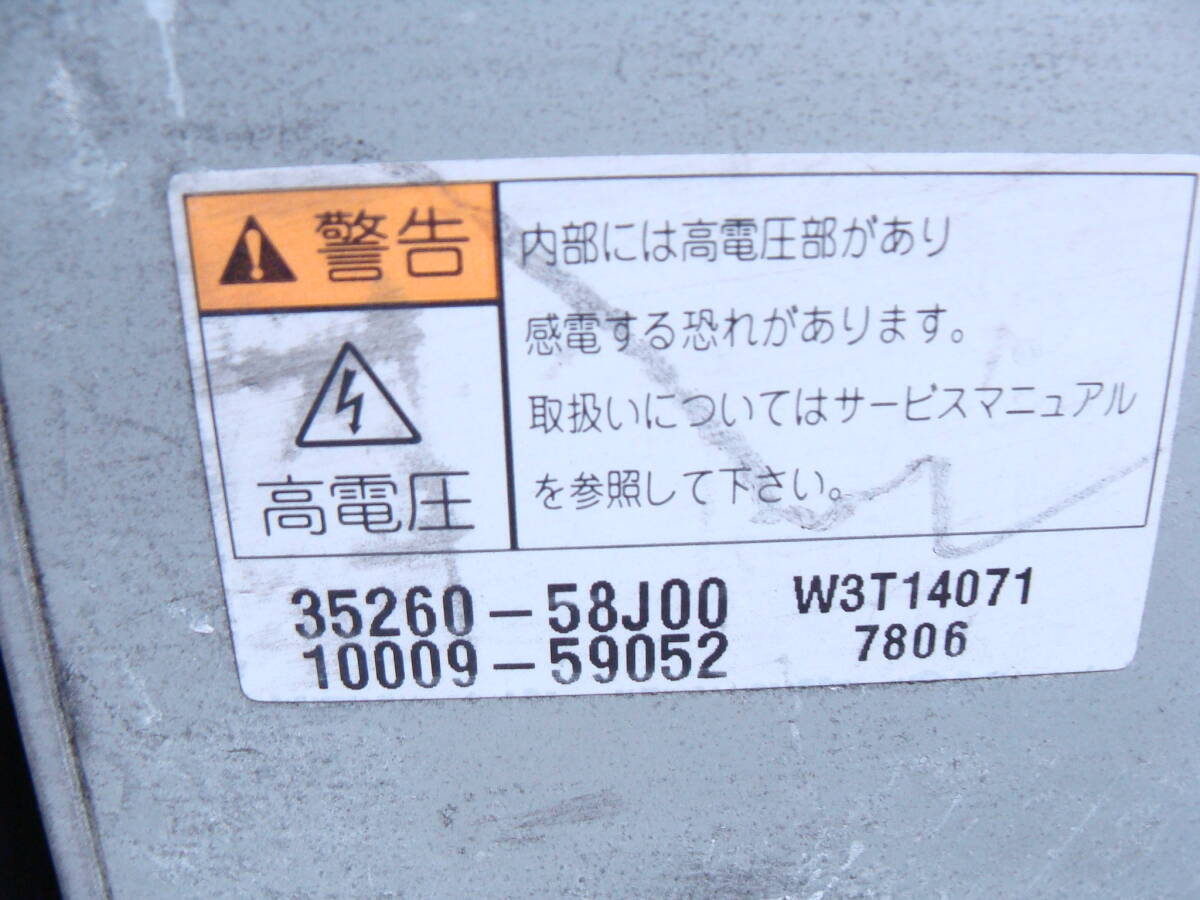 警告
高電圧
内部には高電圧部があり
感電する恐れがあります。
取扱いについてはサービスマニュアル
を参照して下さい。
35260-58J00 W3T14071
10009-59052 7806